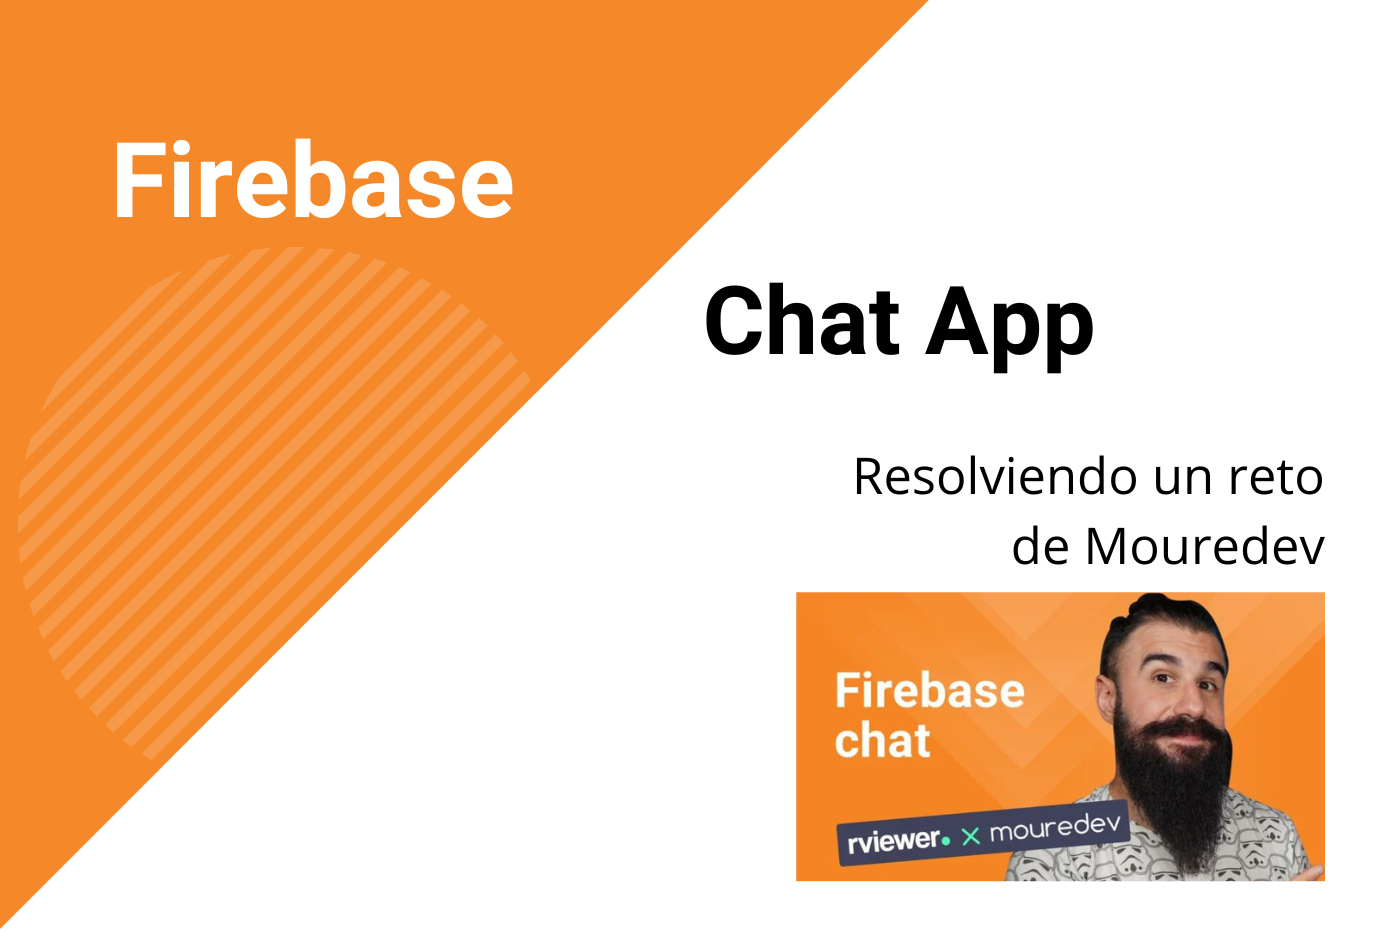 Firebase
Chat App
Resolviendo un reto
de Mouredev
Firebase
chat
rviewer. X mouredev